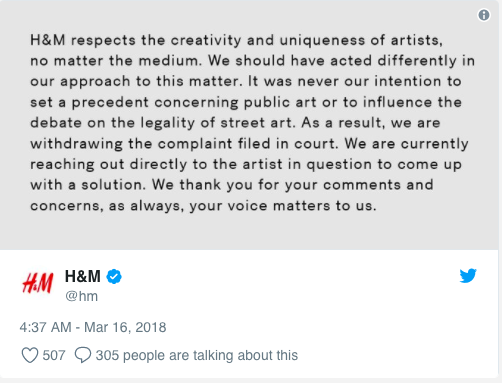 H&M respects the creativity and uniqueness of artists,
no matter the medium. We should have acted differently in
our approach to this matter. It was never our intention to
set a precedent concerning public art or to influence the
debate on the legality of street art. As a result, we are
withdrawing the complaint filed in court. We are currently
reaching out directly to the artist in question to come up
with a solution. We thank you for your comments and
concerns, as always, your voice matters to us.
H&M
H&M
@hm
4:37 AM - Mar 16, 2018
507 305 people are talking about this